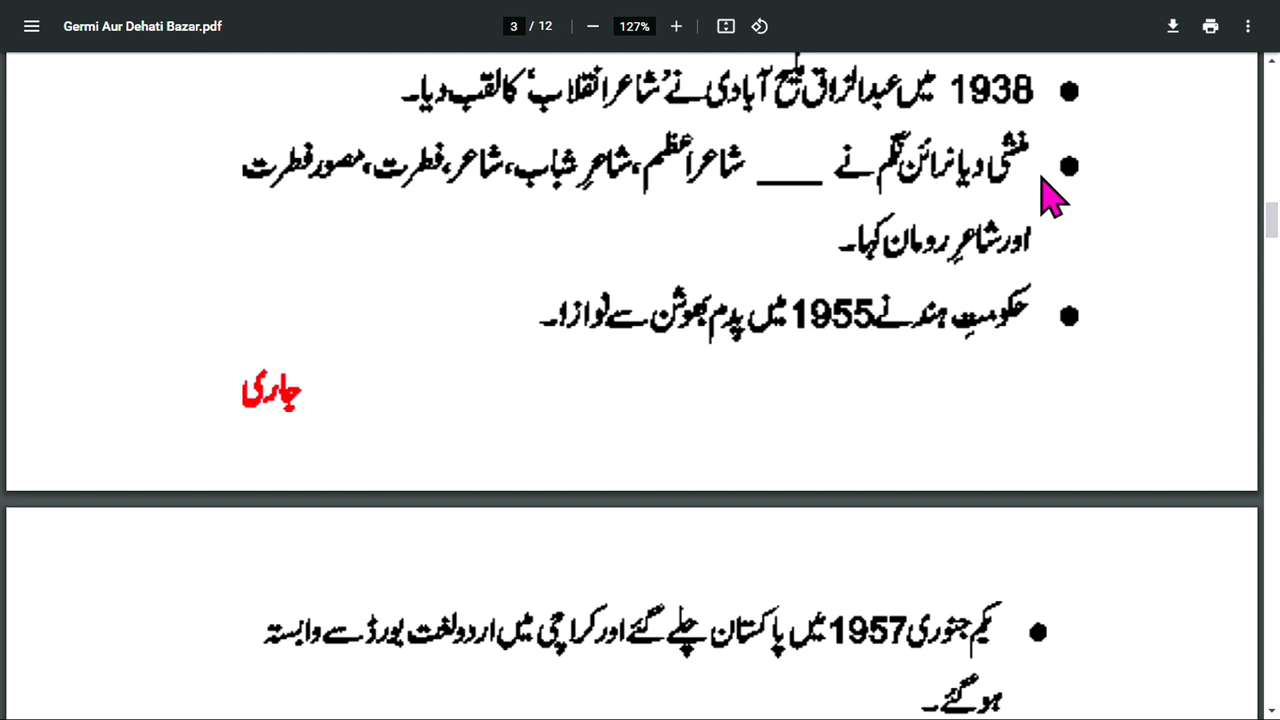 Germi Aur Dehati Bazar.pdf
3 / 12
127%
● 1938 میں عبدالرزاق ملیح آبادی نے ’شاعر انقلاب‘ کا لقب دیا۔
● منشی دیا نرائن نگم نے ____ شاعر اعظم، شاعرِ شباب، شاعر، فطرت، مصور فطرت
اور شاعرِ رومان کہا۔
● حکومتِ ہند نے 1955 میں پدم بھوشن سے نوازا۔
جاری
● یکم جنوری 1957 میں پاکستان چلے گئے اور کراچی میں اردو لغت بورڈ سے وابستہ
ہو گئے۔